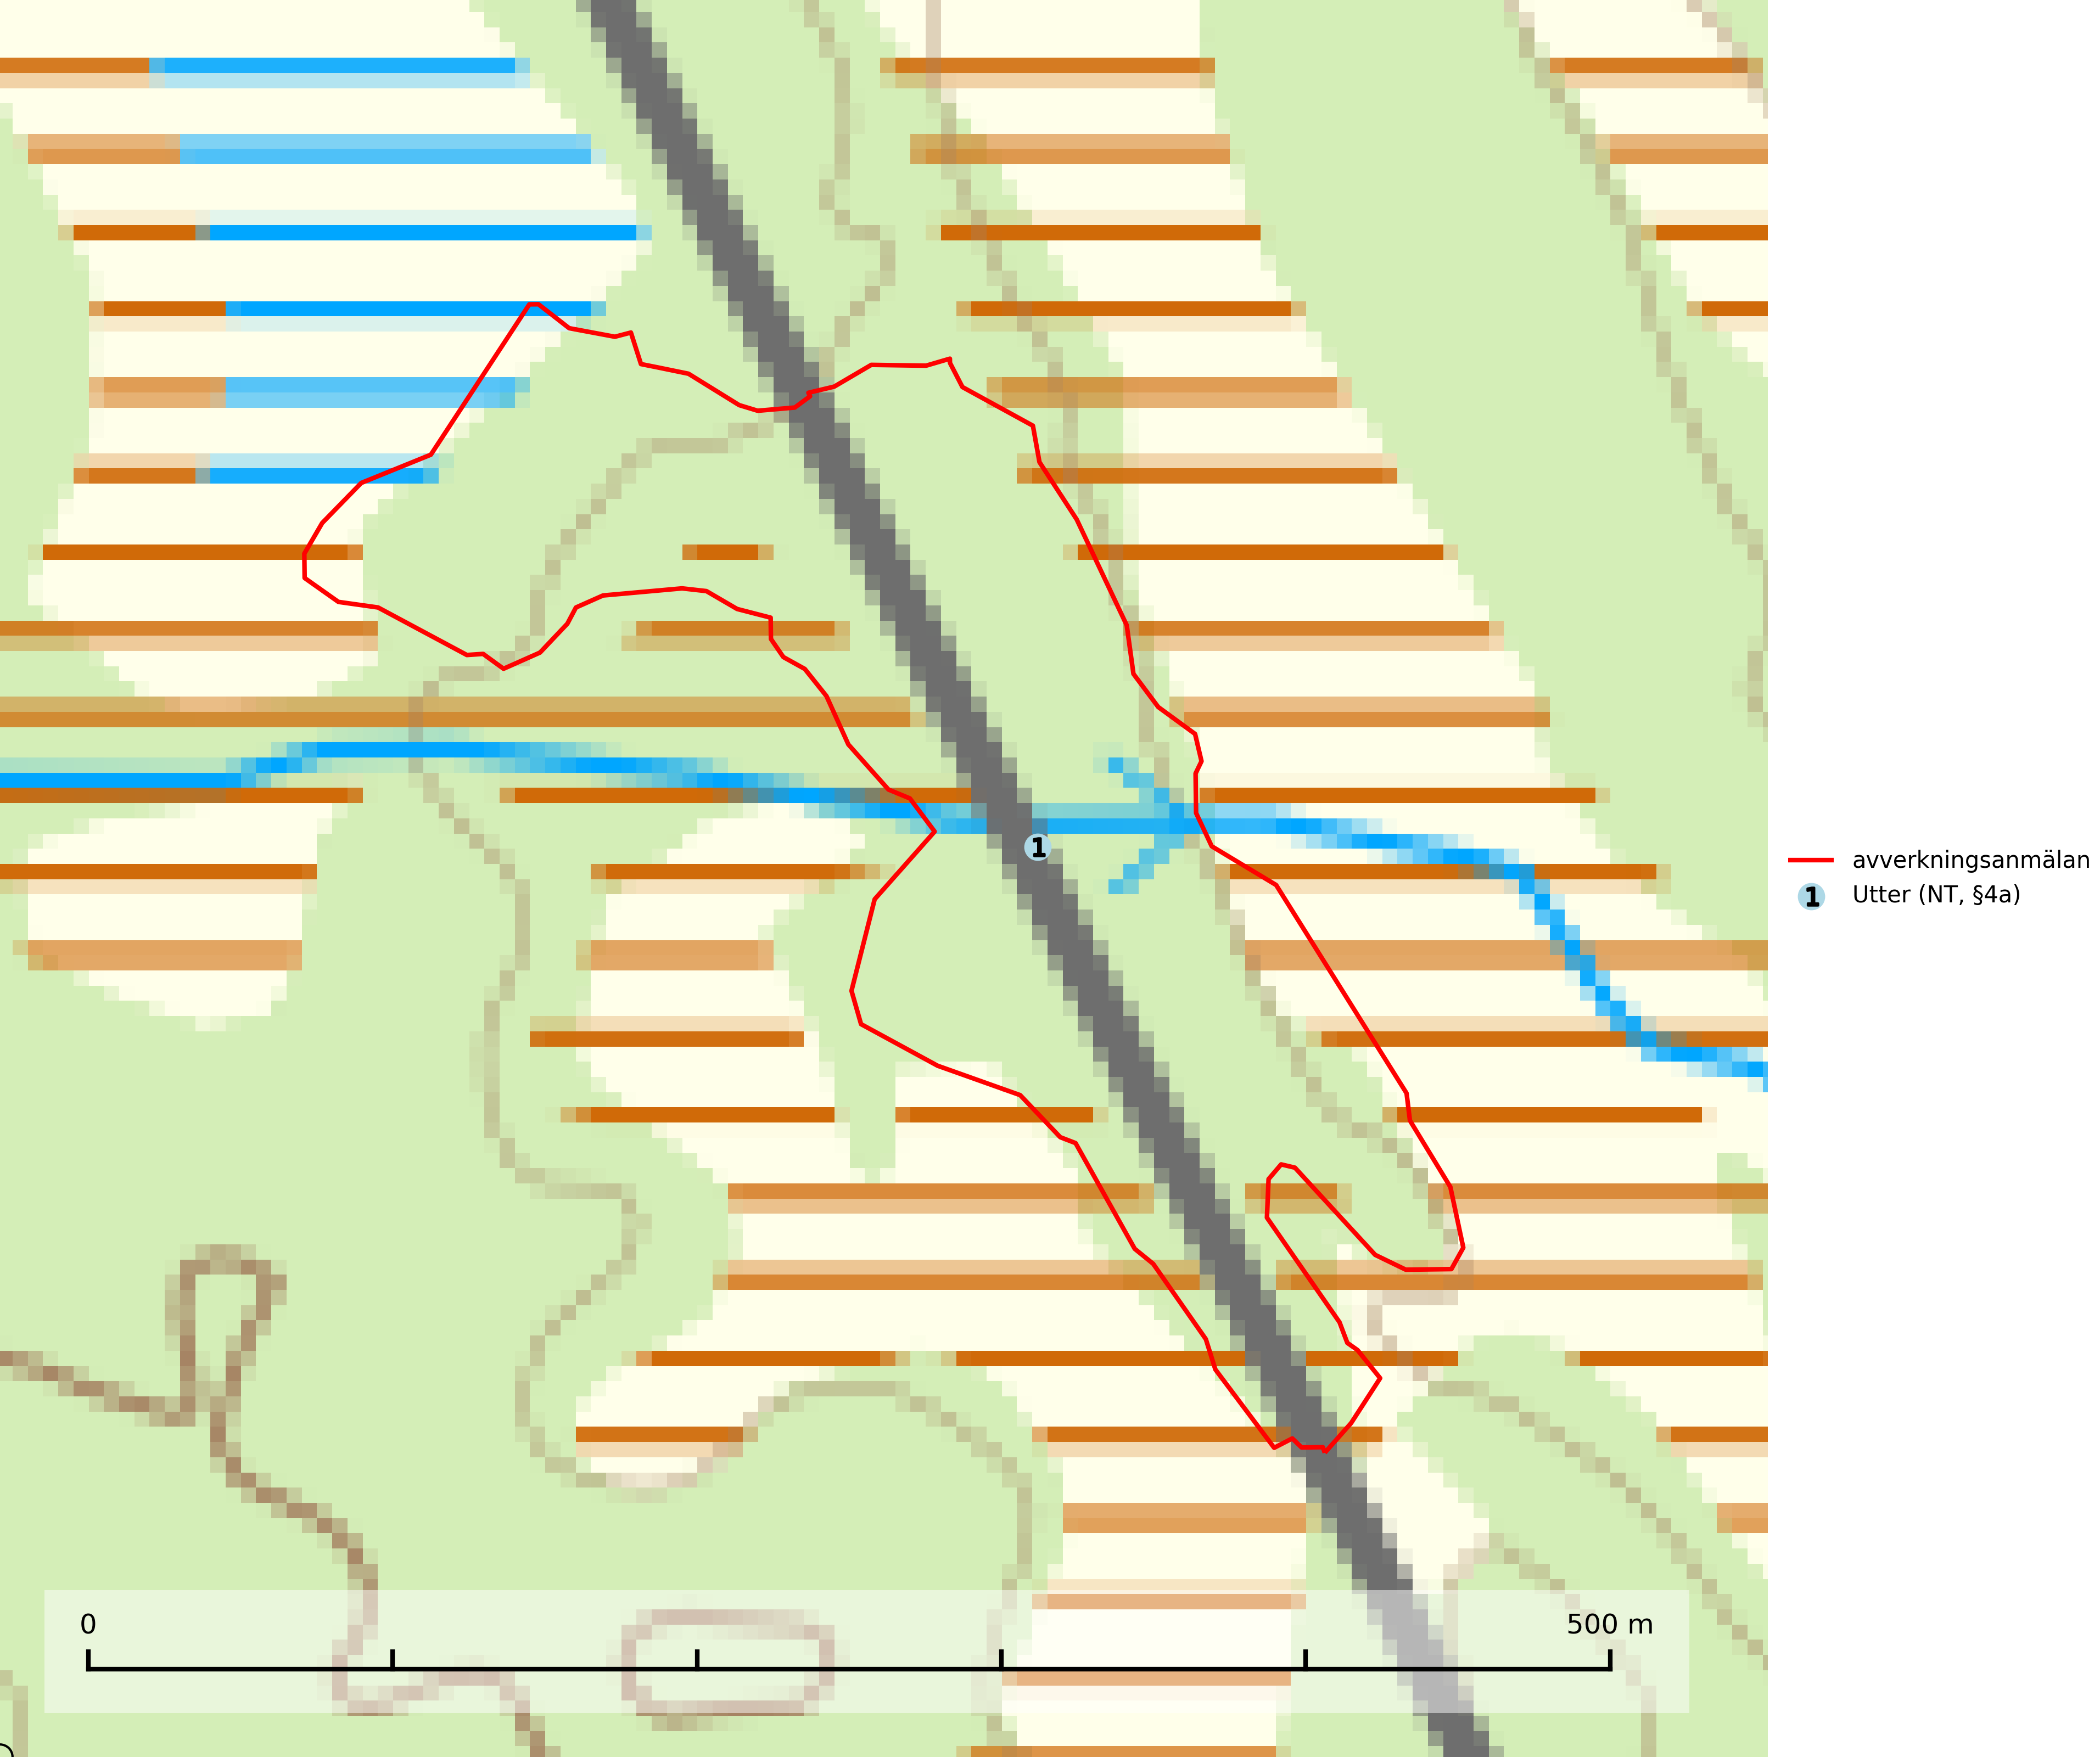 1
avverkningsanmälan
1 Utter (NT, §4a)
0 500 m